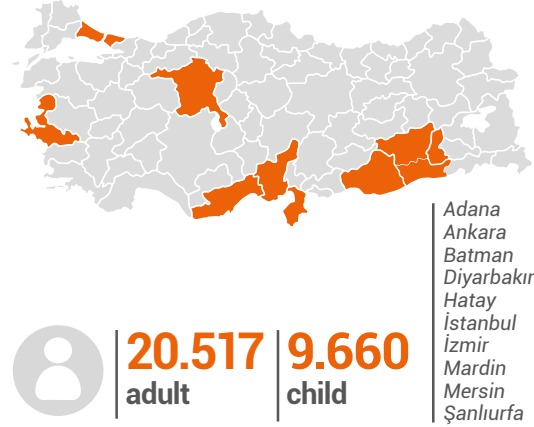 Adana
Ankara
Batman
Diyarbakır
Hatay
İstanbul
İzmir
Mardin
Mersin
Şanlıurfa
20.517 adult
9.660 child